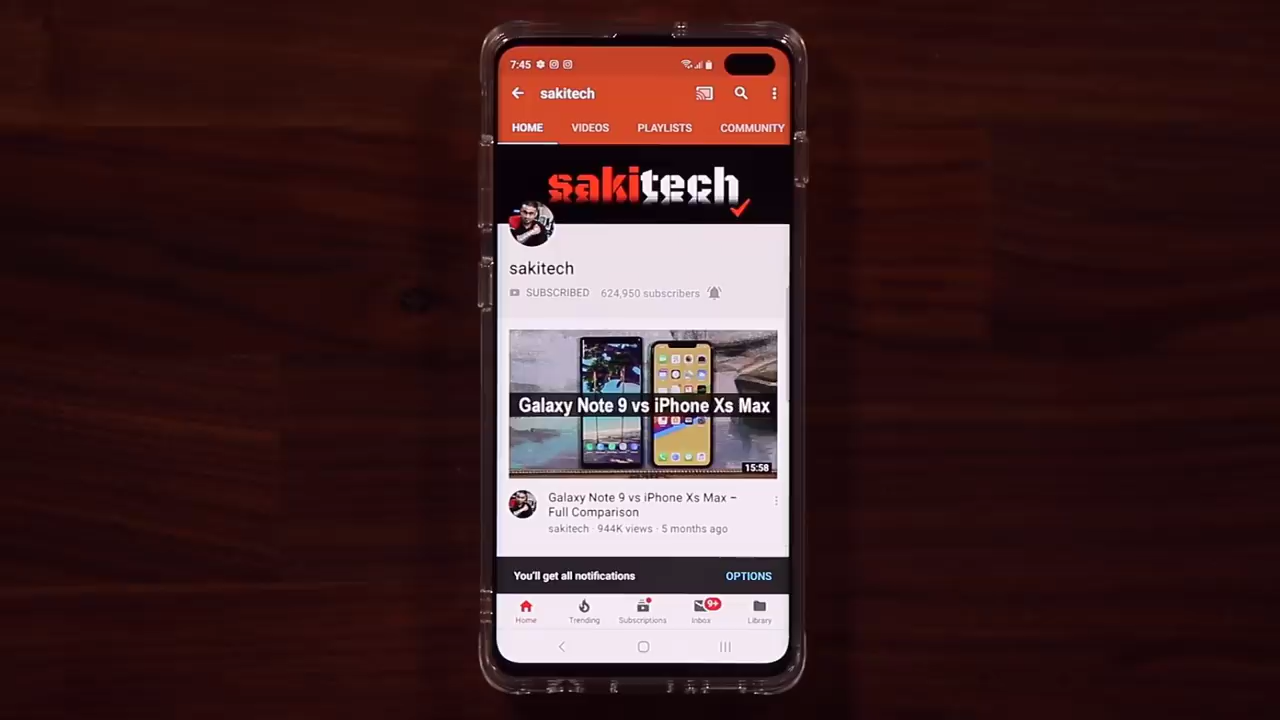 7:45
sakitech
HOME VIDEOS PLAYLISTS COMMUNITY
sakitech
sakitech
SUBSCRIBED 624,950 subscribers
Galaxy Note 9 vs iPhone Xs Max
15:58
Galaxy Note 9 vs iPhone Xs Max –
Full Comparison
sakitech · 944K views · 5 months ago
You'll get all notifications OPTIONS
9+
Home Trending Subscriptions Inbox Library